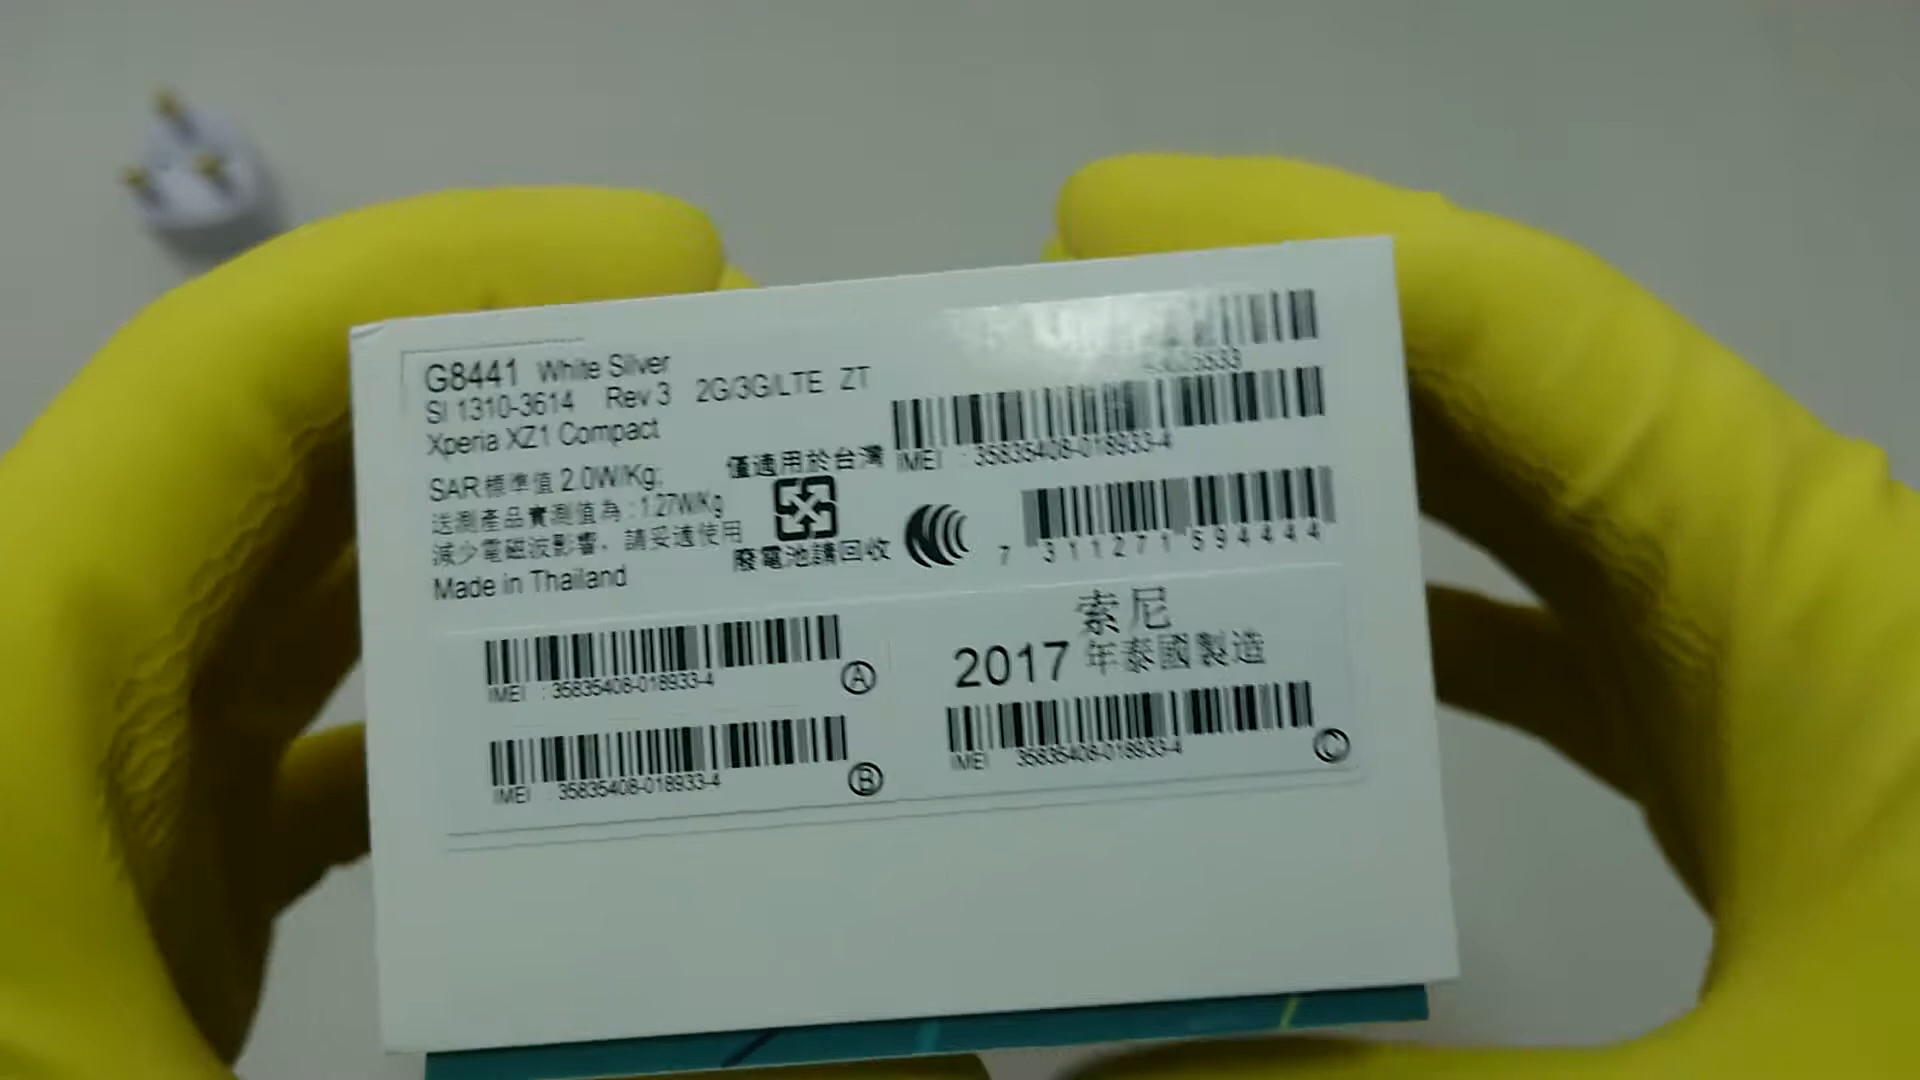 G8441 White Silver
SI 1310-3614 Rev 3 2G/3G/LTE ZT
Xperia XZ1 Compact
SAR標準值 2.0W/Kg;
送測產品實測值為 : 1.27W/Kg
減少電磁波影響，請妥適使用
Made in Thailand
僅適用於台灣
廢電池請回收
IMEI : 35835408-018933-4
7 311271 594444
IMEI : 35835408-018933-4
A
IMEI : 35835408-018933-4
B
索尼
2017 年泰國製造
IMEI 35835408-018933-4
C